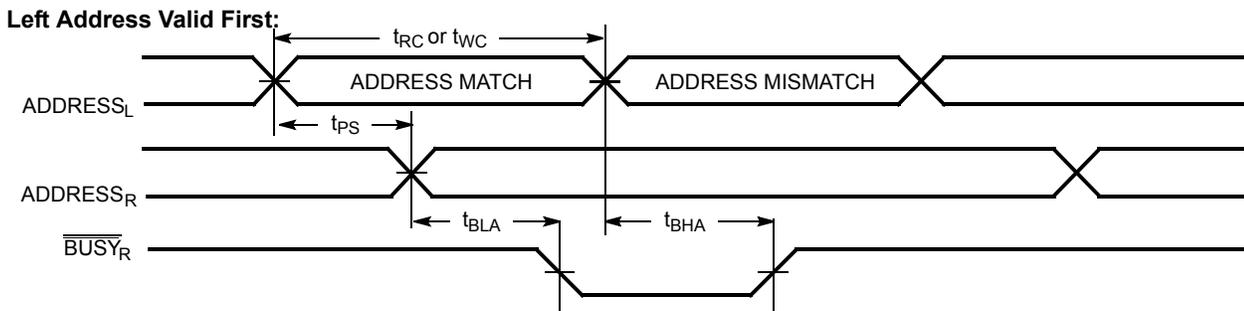 Left Address Valid First:
tRC or tWC
ADDRESS MATCH ADDRESS MISMATCH
ADDRESSL
tPS
ADDRESSR
tBLA tBHA
BUSYR